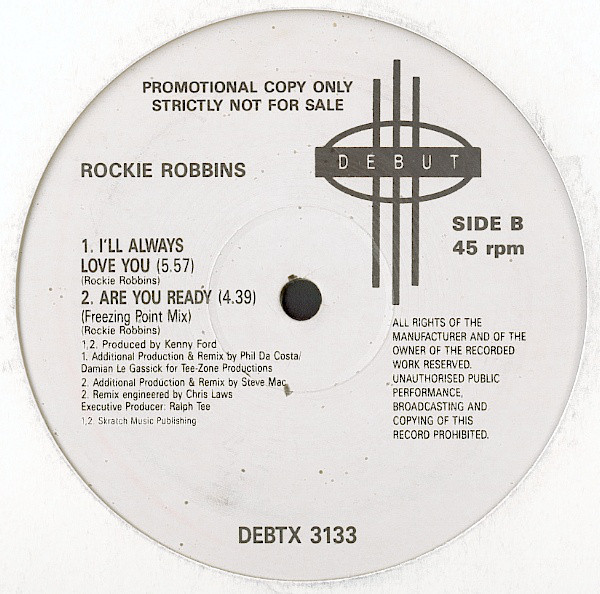 PROMOTIONAL COPY ONLY
STRICTLY NOT FOR SALE
DEBUT
ROCKIE ROBBINS
SIDE B
45 rpm
1. I'LL ALWAYS
LOVE YOU (5.57)
(Rockie Robbins)
2. ARE YOU READY (4.39)
(Freezing Point Mix)
(Rockie Robbins)
1,2. Produced by Kenny Ford
1. Additional Production & Remix by Phil Da Costa/
Damian Le Gassick for Tee-Zone Productions
2. Additional Production & Remix by Steve Mac
2. Remix engineered by Chris Laws
Executive Producer: Ralph Tee
1,2. Skratch Music Publishing
ALL RIGHTS OF THE
MANUFACTURER AND OF THE
OWNER OF THE RECORDED
WORK RESERVED.
UNAUTHORISED PUBLIC
PERFORMANCE,
BROADCASTING AND
COPYING OF THIS
RECORD PROHIBITED.
DEBTX 3133